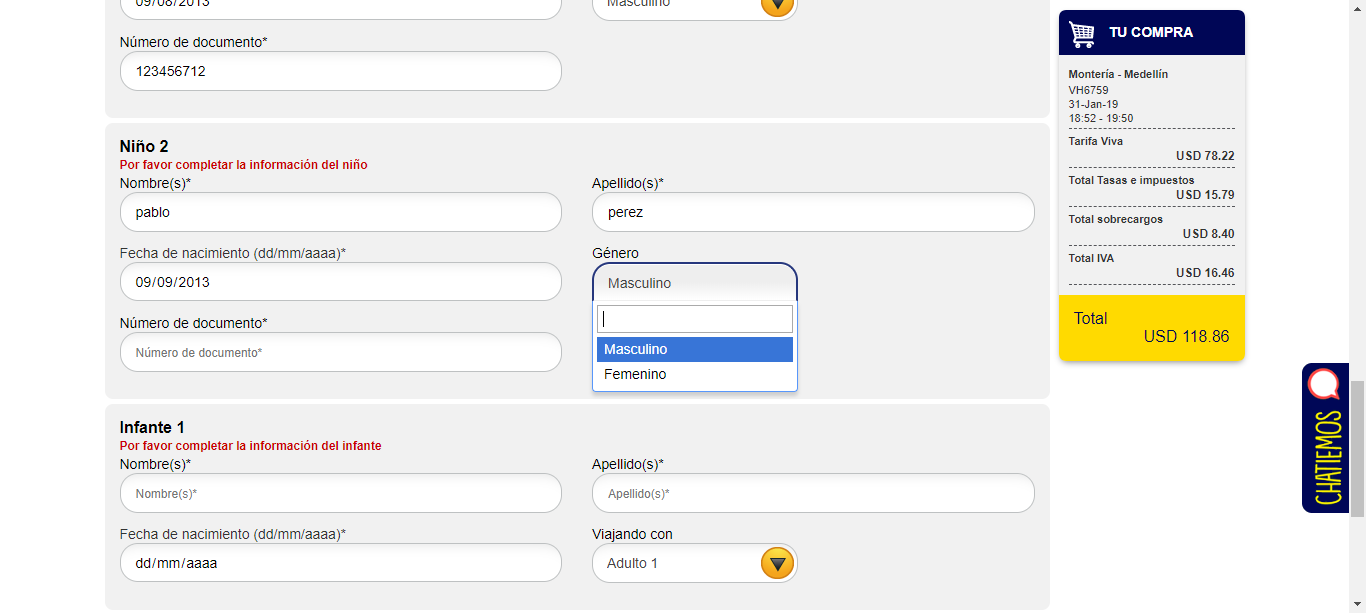 09/08/2013
Masculino
Número de documento*
123456712
Niño 2
Por favor completar la información del niño
Nombre(s)*
Apellido(s)*
pablo
perez
Fecha de nacimiento (dd/mm/aaaa)*
Género
09/09/2013
Masculino
Número de documento*
Número de documento*
Masculino
Femenino
Infante 1
Por favor completar la información del infante
Nombre(s)*
Apellido(s)*
Nombre(s)*
Apellido(s)*
Fecha de nacimiento (dd/mm/aaaa)*
Viajando con
dd/mm/aaaa
Adulto 1
TU COMPRA
Montería - Medellín
VH6759
31-Jan-19
18:52 - 19:50
Tarifa Viva
USD 78.22
Total Tasas e impuestos
USD 15.79
Total sobrecargos
USD 8.40
Total IVA
USD 16.46
Total
USD 118.86
CHATIEMOS